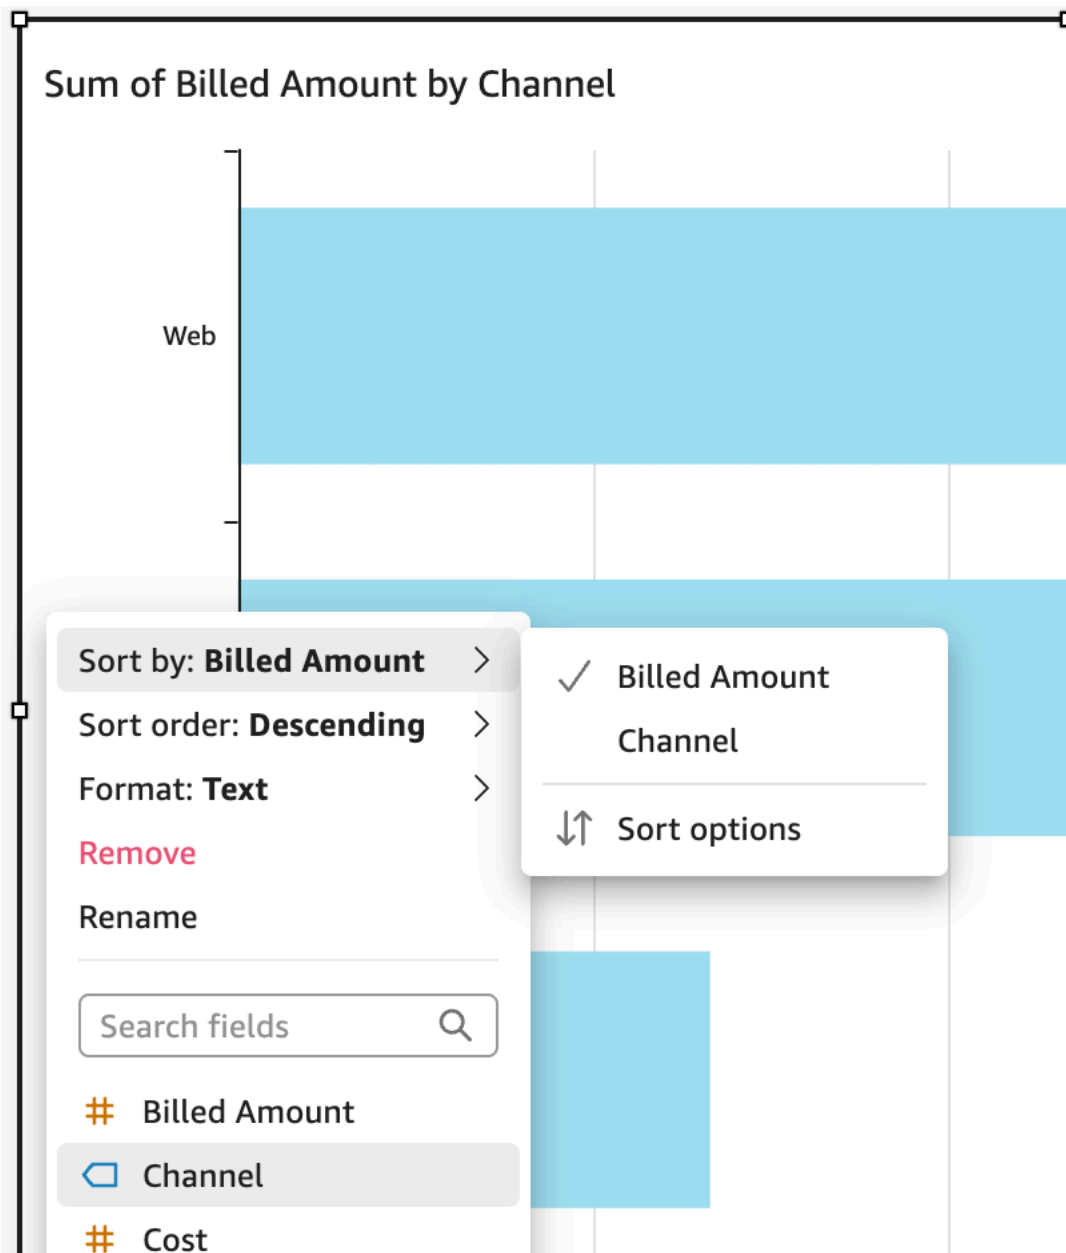 Sum of Billed Amount by Channel
Web
Sort by: Billed Amount
Sort order: Descending
Format: Text
Remove
Rename
Search fields
Billed Amount
Channel
Cost
Billed Amount
Channel
Sort options